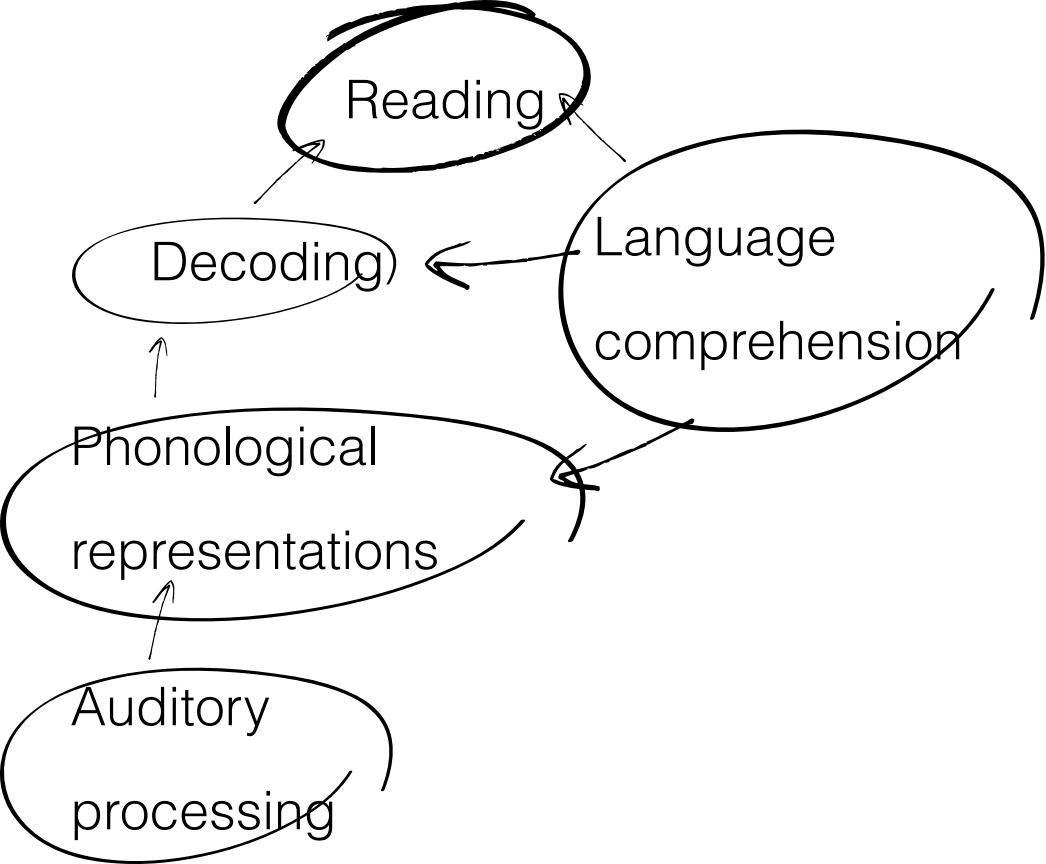 Reading
Decoding
Language
comprehension
Phonological
representations
Auditory
processing